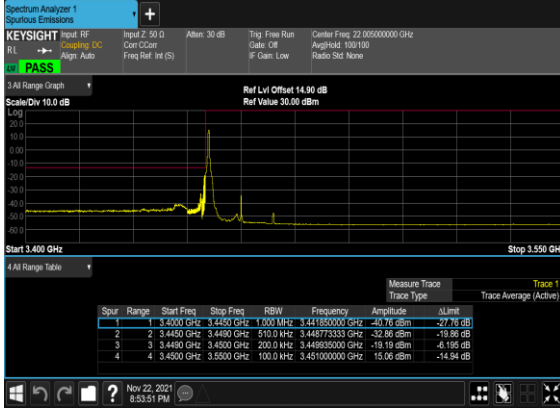 Spectrum Analyzer 1
Spurious Emissions
+
KEYSIGHT Input: RF Input Z: 50 Ω Atten: 30 dB Trig: Free Run Center Freq: 22.005000000 GHz
RL Coupling: DC Corr CCorr Gate: Off Avg|Hold: 100/100
Align: Auto Freq Ref: Int (S) IF Gain: Low Radio Std: None
LXI PASS
3.All Range Graph
Ref Lvl Offset 14.90 dB
Scale/Div 10.0 dB Ref Value 30.00 dBm
Log
20.0
10.0
0.00
-10.0
-20.0
-30.0
-40.0
-50.0
-60.0
Start 3.400 GHz Stop 3.550 GH
4.All Range Table
Measure Trace Trace 1
Trace Type Trace Average (Active)
Spur Range Start Freq Stop Freq RBW Frequency Amplitude ΔLimit
1 1 3.4000 GHz 3.4450 GHz 1.000 MHz 3.441850000 GHz -40.76 dBm -27.76 dB
2 2 3.4450 GHz 3.4490 GHz 510.0 kHz 3.448773333 GHz -32.86 dBm -19.86 dB
3 3 3.4490 GHz 3.4500 GHz 200.0 kHz 3.449935000 GHz -19.19 dBm -6.195 dB
4 4 3.4500 GHz 3.5500 GHz 100.0 kHz 3.451000000 GHz 15.06 dBm -14.94 dB
? Nov 22, 2021
8:53:51 PM